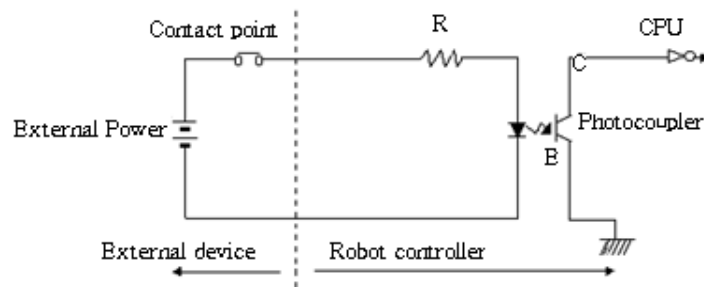 Contact point
R
CPU
C
External Power
Photocoupler
E
External device
Robot controller